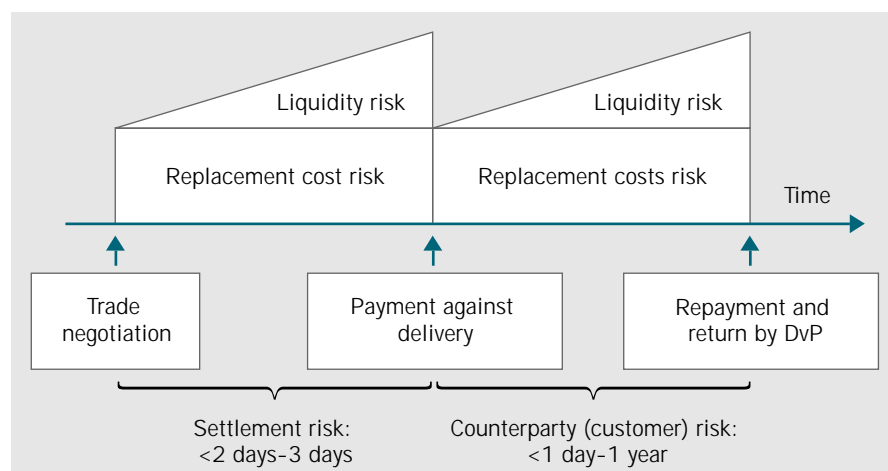 Liquidity risk
Liquidity risk
Replacement cost risk
Replacement costs risk
Time
Trade
negotiation
Payment against
delivery
Repayment and
return by DvP
Settlement risk:
<2 days-3 days
Counterparty (customer) risk:
<1 day-1 year